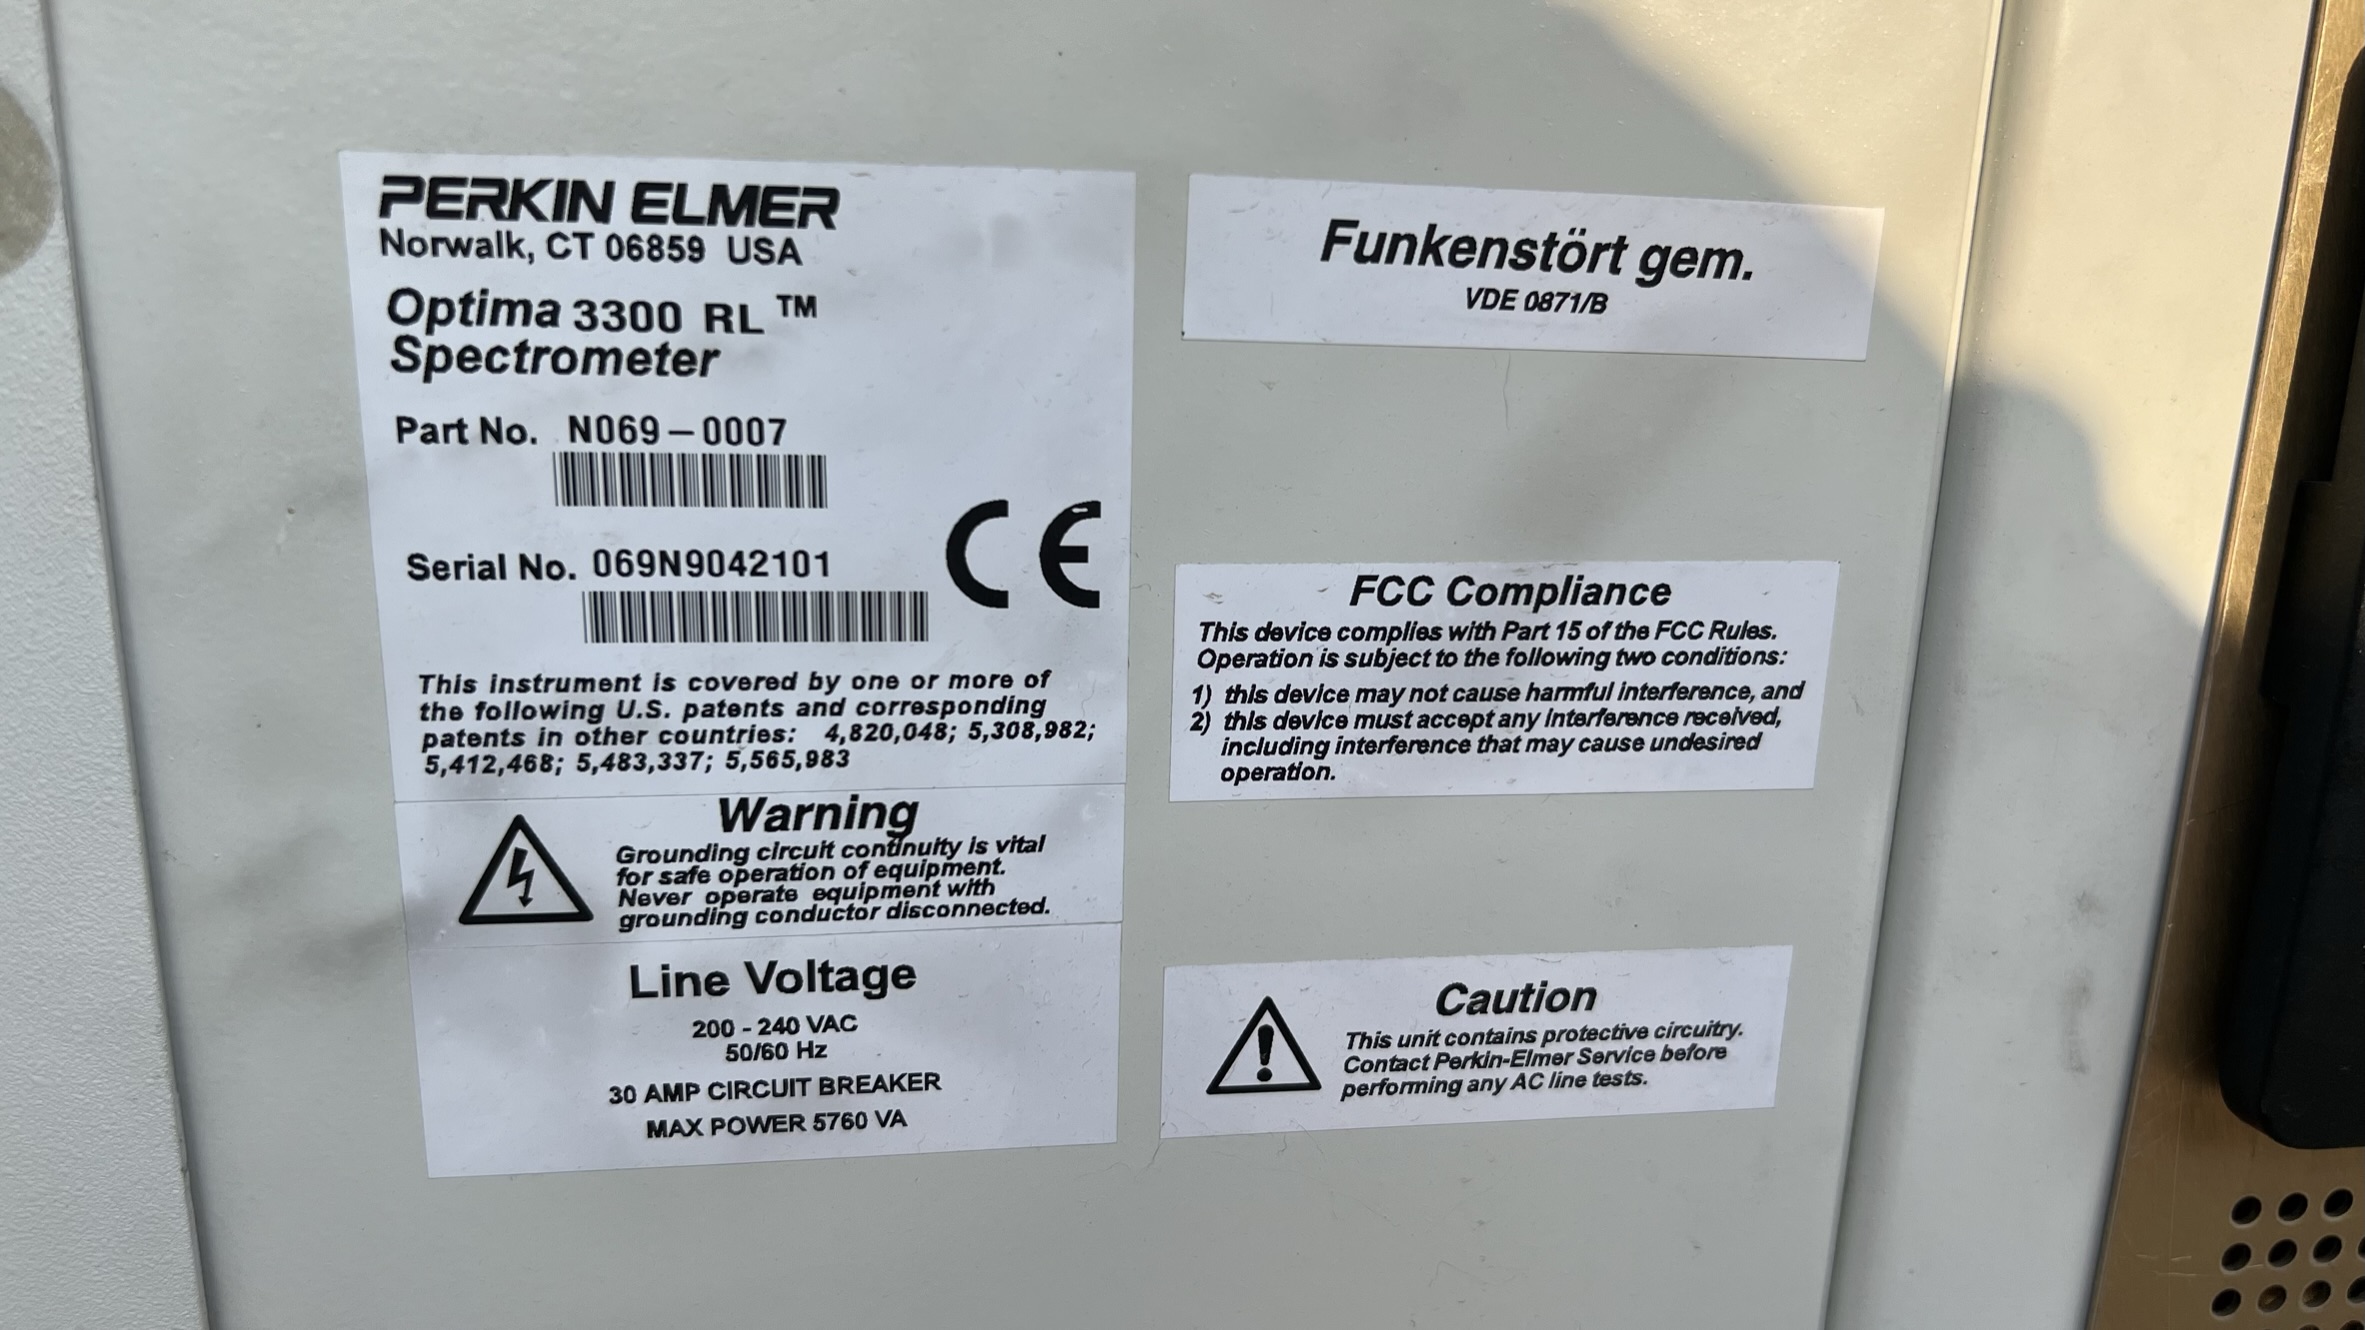 PERKIN ELMER
Norwalk, CT 06859 USA
Optima 3300 RL™
Spectrometer
Part No. N069-0007
Serial No. 069N9042101
CE
This instrument is covered by one or more of
the following U.S. patents and corresponding
patents in other countries: 4,820,048; 5,308,982;
5,412,468; 5,483,337; 5,565,983
Warning
Grounding circuit continuity is vital
for safe operation of equipment.
Never operate equipment with
grounding conductor disconnected.
Line Voltage
200 - 240 VAC
50/60 Hz
30 AMP CIRCUIT BREAKER
MAX POWER 5760 VA
Funkenstört gem.
VDE 0871/B
FCC Compliance
This device complies with Part 15 of the FCC Rules.
Operation is subject to the following two conditions:
1) this device may not cause harmful interference, and
2) this device must accept any interference received,
including interference that may cause undesired
operation.
Caution
This unit contains protective circuitry.
Contact Perkin-Elmer Service before
performing any AC line tests.